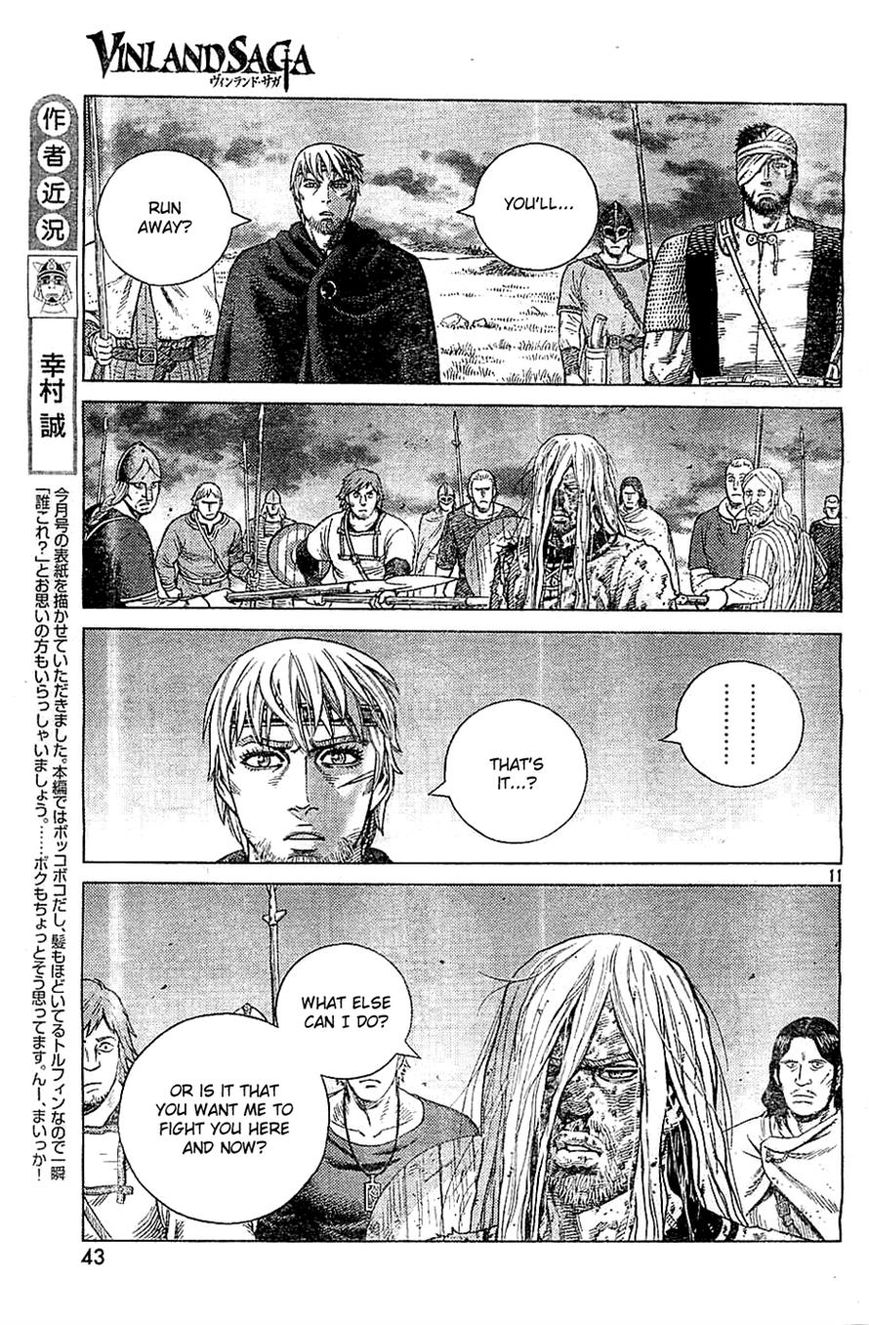 VINLAND SAGA
ヴィンランド・サガ
YOU'LL...
RUN
AWAY?
...........
...........
THAT'S
IT...?
11
WHAT ELSE
CAN I DO?
OR IS IT THAT
YOU WANT ME TO
FIGHT YOU HERE
AND NOW?
作者近況
幸村 誠
今月号の表紙を描かせていただきました。本編ではボッコボコだし、髪もほどいてるトルフィンなので一瞬
「誰これ?」とお思いの方もいらっしゃいましょう。……ボクもちょっとそう思ってます。んー、まいっか!
43